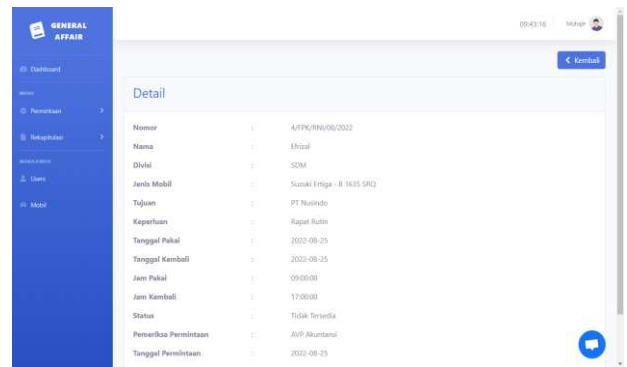 GENERAL
AFFAIR
09:43:16
Dashboard
MENU
Permintaan
Rekapitulasi
Users
Mobil
Kembali
Detail
Nomor : 4/FPK/RNI/08/2022
Nama : Efrizal
Divisi : SDM
Jenis Mobil : Suzuki Ertiga - B 1635 SRQ
Tujuan : PT Nusindo
Keperluan : Rapat Rutin
Tanggal Pakai : 2022-08-25
Tanggal Kembali : 2022-08-25
Jam Pakai : 09:00:00
Jam Kembali : 17:00:00
Status : Tidak Tersedia
Pemeriksa Permintaan : AVP Akuntansi
Tanggal Permintaan : 2022-08-25